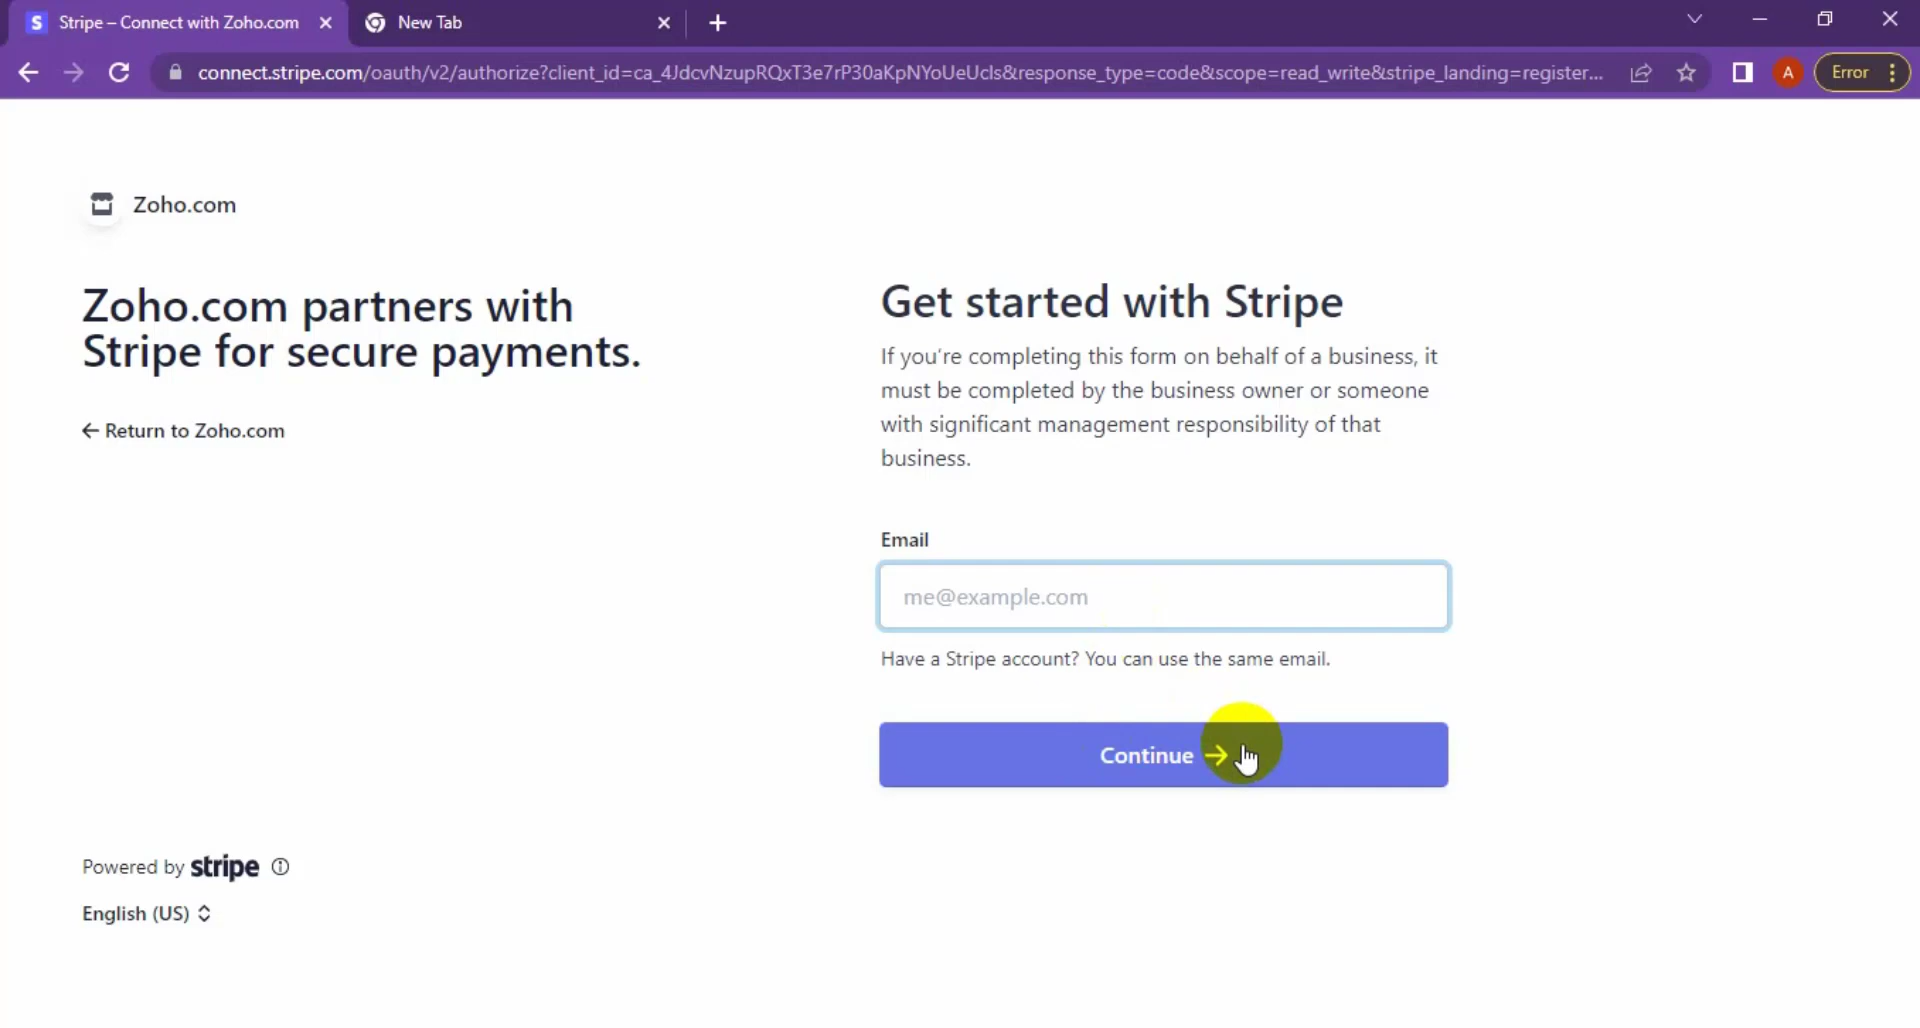 Stripe – Connect with Zoho.com
New Tab
connect.stripe.com/oauth/v2/authorize?client_id=ca_4JdcvNzupRQxT3e7rP30aKpNYoUeUcls&response_type=code&scope=read_write&stripe_landing=register...
A
Error
Zoho.com
Zoho.com partners with
Stripe for secure payments.
Return to Zoho.com
Get started with Stripe
If you're completing this form on behalf of a business, it
must be completed by the business owner or someone
with significant management responsibility of that
business.
Email
me@example.com
Have a Stripe account? You can use the same email.
Continue
Powered by stripe
English (US)